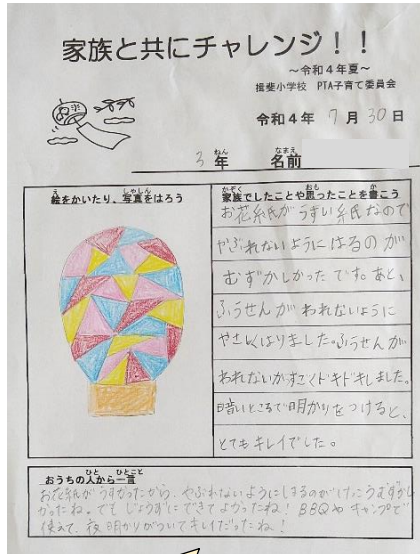 家族と共にチャレンジ！！
～令和４年夏～
揖斐小学校　PTA子育て委員会
令和４年 7月30日
3年 名前
絵をかいたり、写真をはろう
家族でしたことや思ったことを書こう
お花紙がうすい紙なので
やぶれないようにはるのが
むずかしかったです。あと、
ふうせんがわれないように
やさしくはりました。ふうせんが
われないかすごくドキドキしました。
暗いところで明かりをつけると、
とてもキレイでした。
おうちの人から一言
お花紙がうすかったから、やぶれないようにはるのがけっこうむずかし
かったね。でもじょうずにできてよかったね！BBQやキャンプで
使えて、夜明かりがついてキレイだったね！